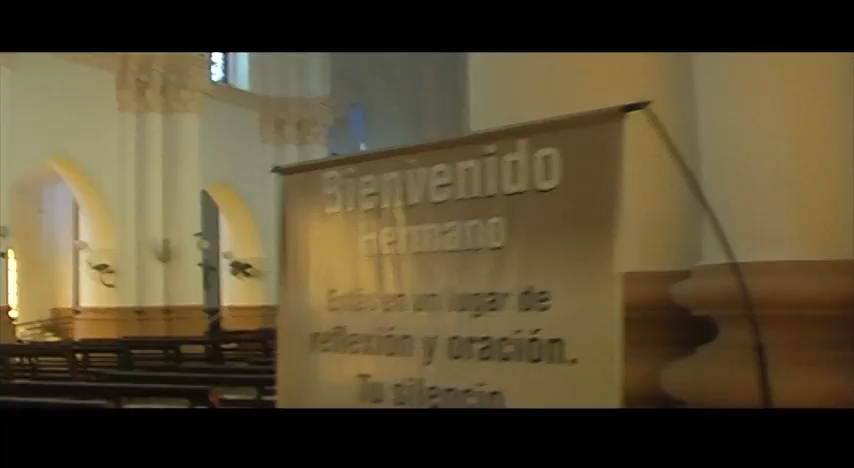 Bienvenido
Hermano
Estás en un lugar de
reflexión y oración.
Tu silencio